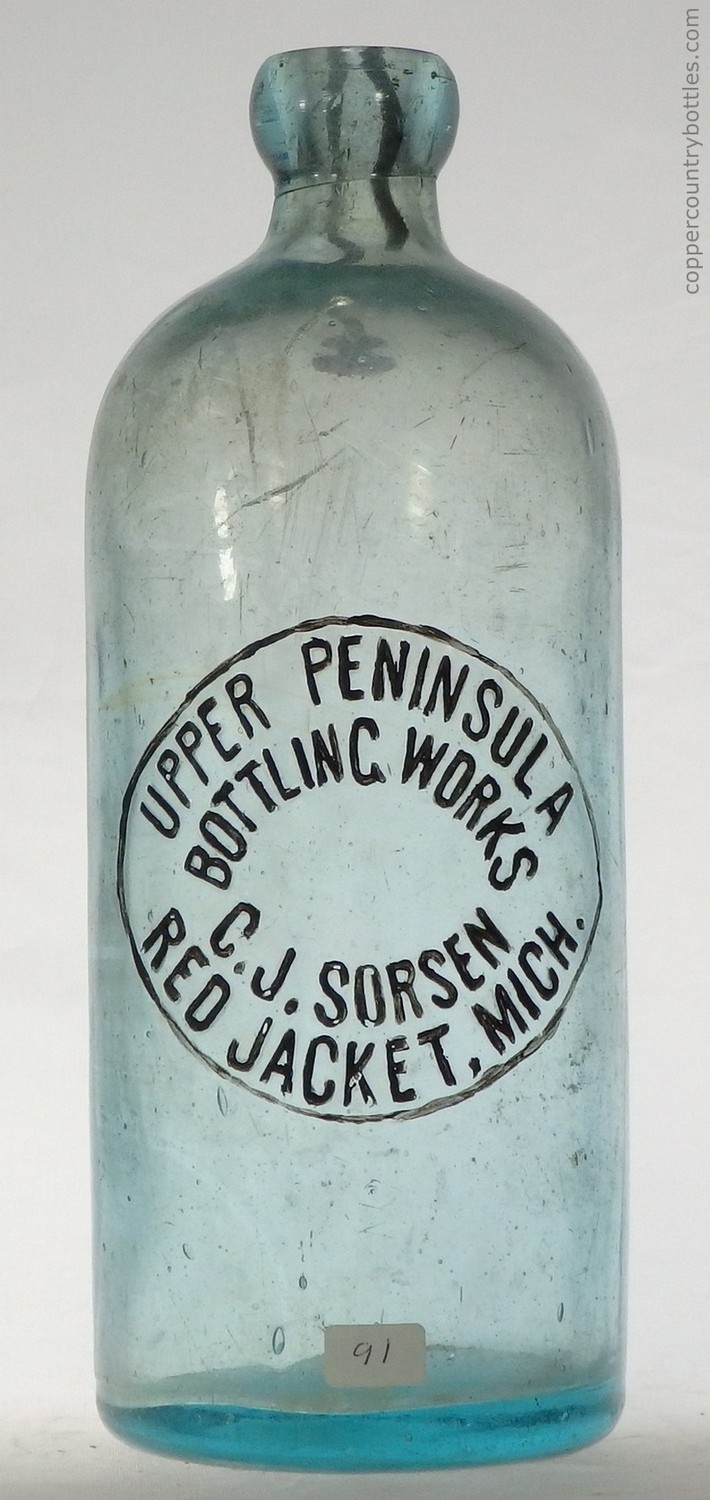 coppercountrybottles.com
UPPER PENINSULA
BOTTLING WORKS
C.J. SORSEN
RED JACKET, MICH.
91